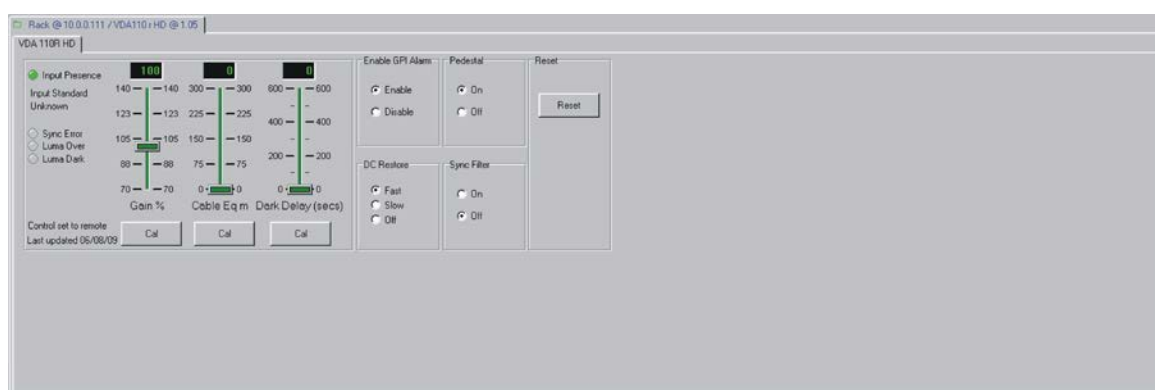 Rack @ 10.0.0.111 / VDA110 r HD @ 1.05
VDA 110R HD
Input Presence
Input Standard
Unknown
Sync Error
Luma Over
Luma Dark
Control set to remote
Last updated 06/08/09
100
140 140
123 123
105 105
88 88
70 70
Gain %
Cal
0
300 300
225 225
150 150
75 75
0 0
Cable Eq m
Cal
0
600 600
400 400
200 200
0 0
Dark Delay (secs)
Cal
Enable GPI Alarm
Enable
Disable
Pedestal
On
Off
DC Restore
Fast
Slow
Off
Sync Filter
On
Off
Reset
Reset